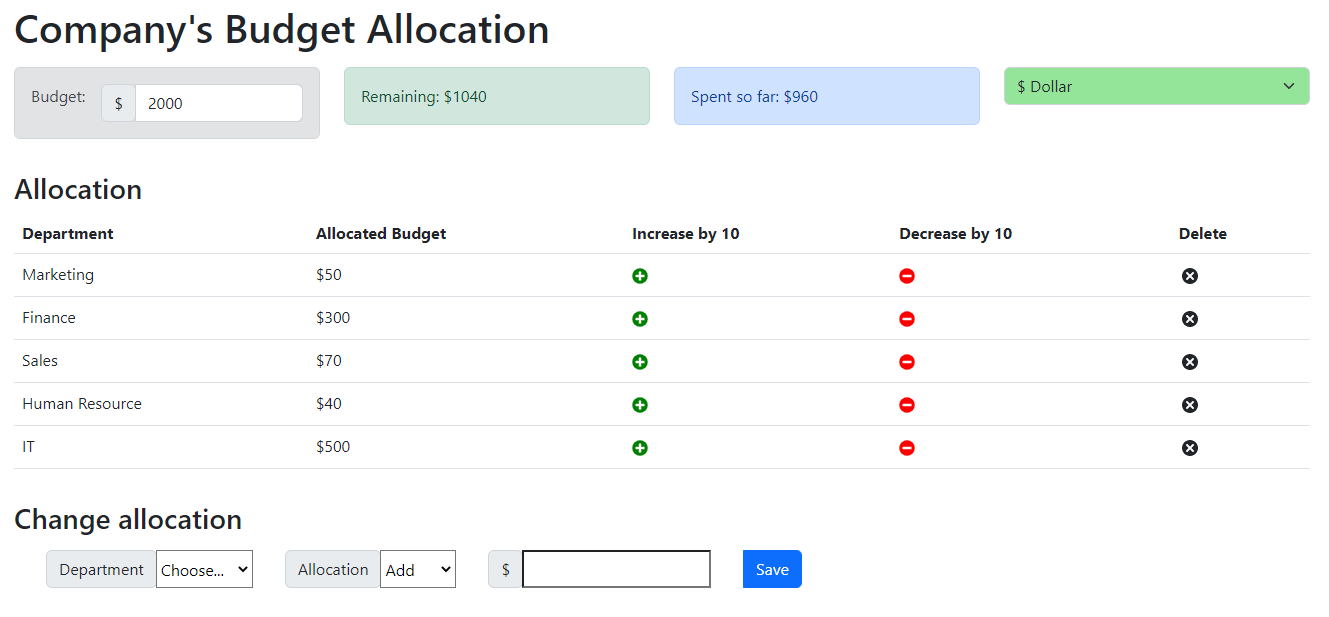 Company's Budget Allocation
Budget: $ 2000 Remaining: $1040 Spent so far: $960 $ Dollar
Allocation
Department Allocated Budget Increase by 10 Decrease by 10 Delete
Marketing $50
Finance $300
Sales $70
Human Resource $40
IT $500
Change allocation
Department Choose... Allocation Add $ Save